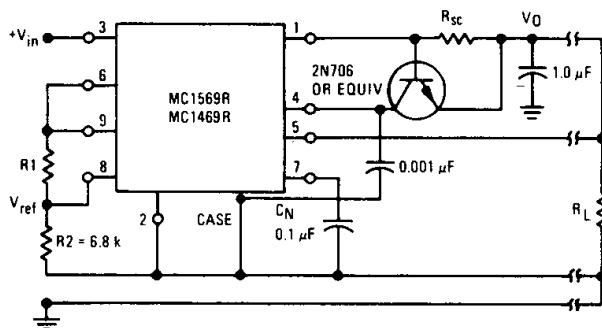 +Vin
3
1
Rsc
VO
6
2N706
OR EQUIV
1.0 µF
MC1569R
MC1469R
4
9
5
R1
8
7
0.001 µF
Vref
2
CASE
CN
0.1 µF
RL
R2 = 6.8 k